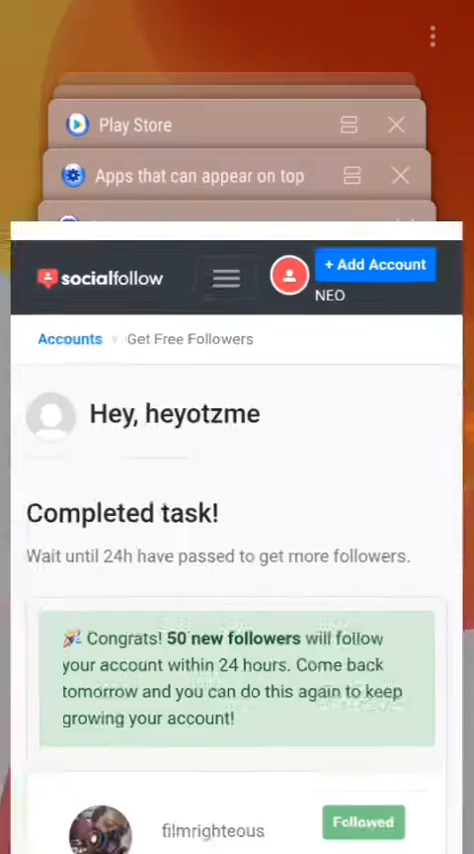 Play Store
Apps that can appear on top
socialfollow
+ Add Account
NEO
Accounts
Get Free Followers
Hey, heyotzme
Completed task!
Wait until 24h have passed to get more followers.
🎉 Congrats! 50 new followers will follow
your account within 24 hours. Come back
tomorrow and you can do this again to keep
growing your account!
filmrighteous
Followed